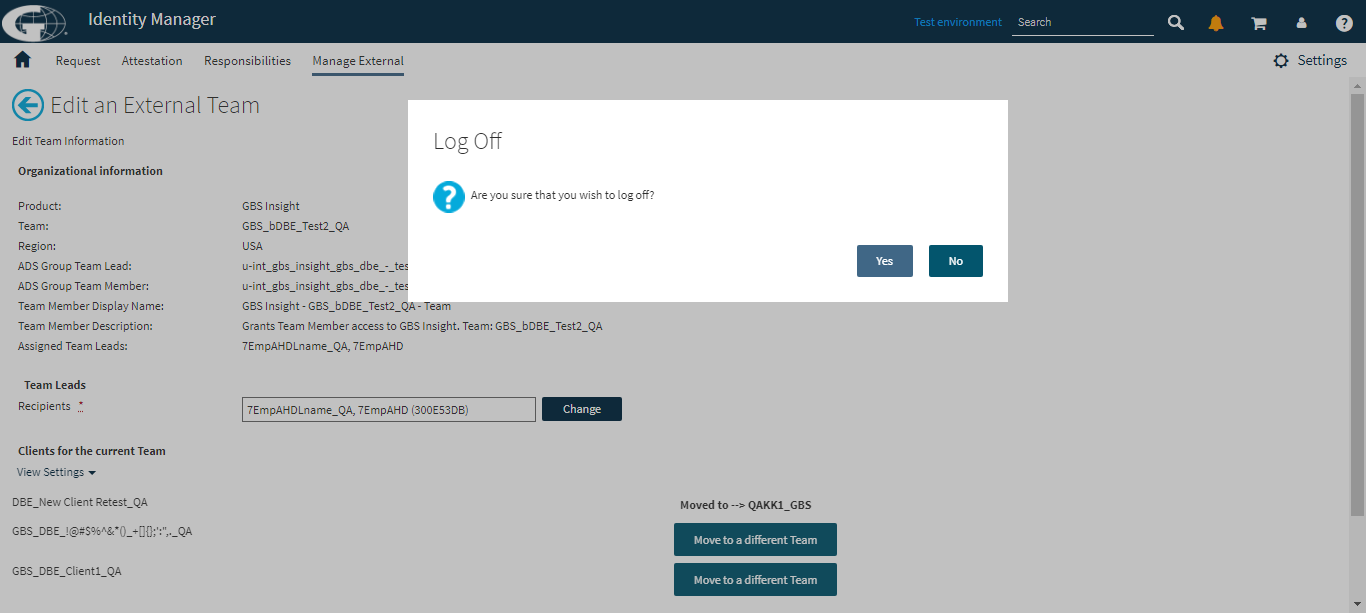 Identity Manager
Test environment
Search
Request Attestation Responsibilities Manage External
Settings
Edit an External Team
Edit Team Information
Organizational information
Product: GBS Insight
Team: GBS_bDBE_Test2_QA
Region: USA
ADS Group Team Lead: u-int_gbs_insight_gbs_dbe_-_tes
ADS Group Team Member: u-int_gbs_insight_gbs_dbe_-_tes
Team Member Display Name: GBS Insight - GBS_bDBE_Test2_QA - Team
Team Member Description: Grants Team Member access to GBS Insight. Team: GBS_bDBE_Test2_QA
Assigned Team Leads: 7EmpAHDLname_QA, 7EmpAHD
Log Off
Are you sure that you wish to log off?
Yes No
Team Leads
Recipients * 7EmpAHDLname_QA, 7EmpAHD (300E53DB) Change
Clients for the current Team
View Settings
DBE_New Client Retest_QA Moved to --> QAKK1_GBS
GBS_DBE_!@#$%^&*()_+[]{};':",._QA Move to a different Team
GBS_DBE_Client1_QA Move to a different Team